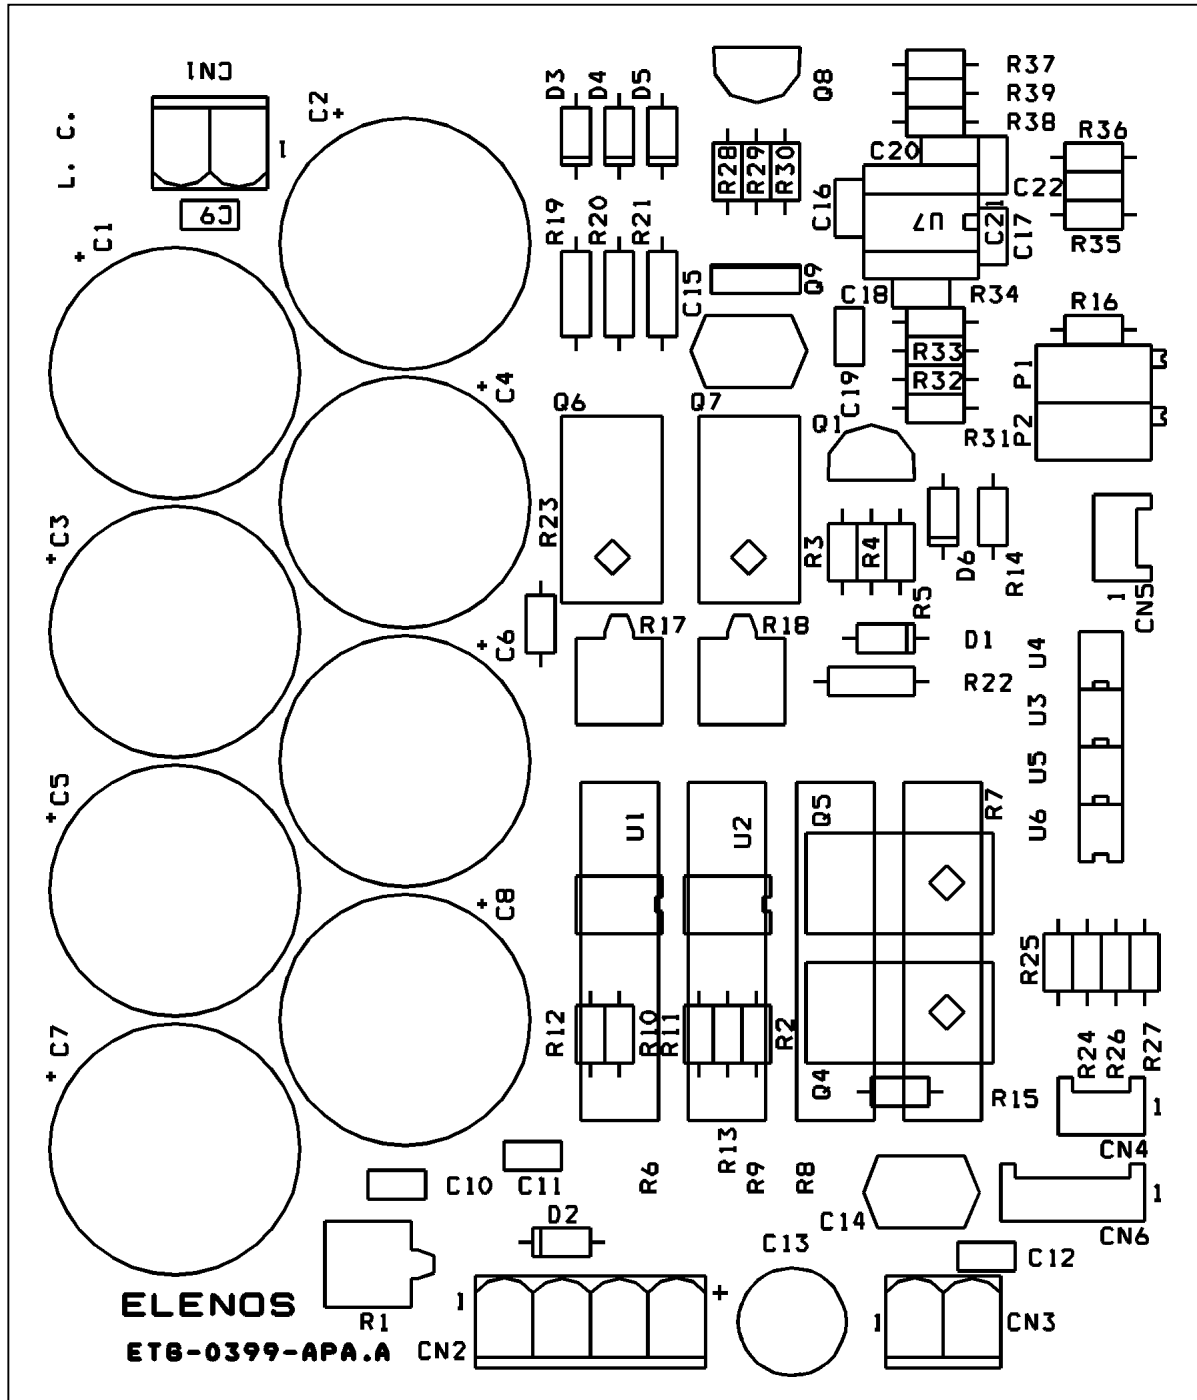 CN1
L. C.
1
C9
+ C1
C2 +
D3
D4
D5
Q8
R37
R39
R38
R36
C20
R28
R29
R30
C16
C22
U7
C21
C17
R35
R19
R20
R21
C15
Q9
C18
R34
R16
R33
R32
C19
P1
P2
R31
+ C4
Q6
Q7
Q1
+ C3
R23
R3
R4
D6
R14
R5
1
CN5
+ C6
R17
R18
D1
R22
U4
U3
U5
U6
+ C5
U1
U2
Q5
R7
+ C8
R25
+ C7
R12
R10
R11
R2
Q4
R24
R26
R27
R15
1
CN4
R13
R6
R9
R8
C10
C11
C14
1
CN6
D2
C13
C12
ELENOS
R1
1
+
1
CN3
ETG-0399-APA.A
CN2